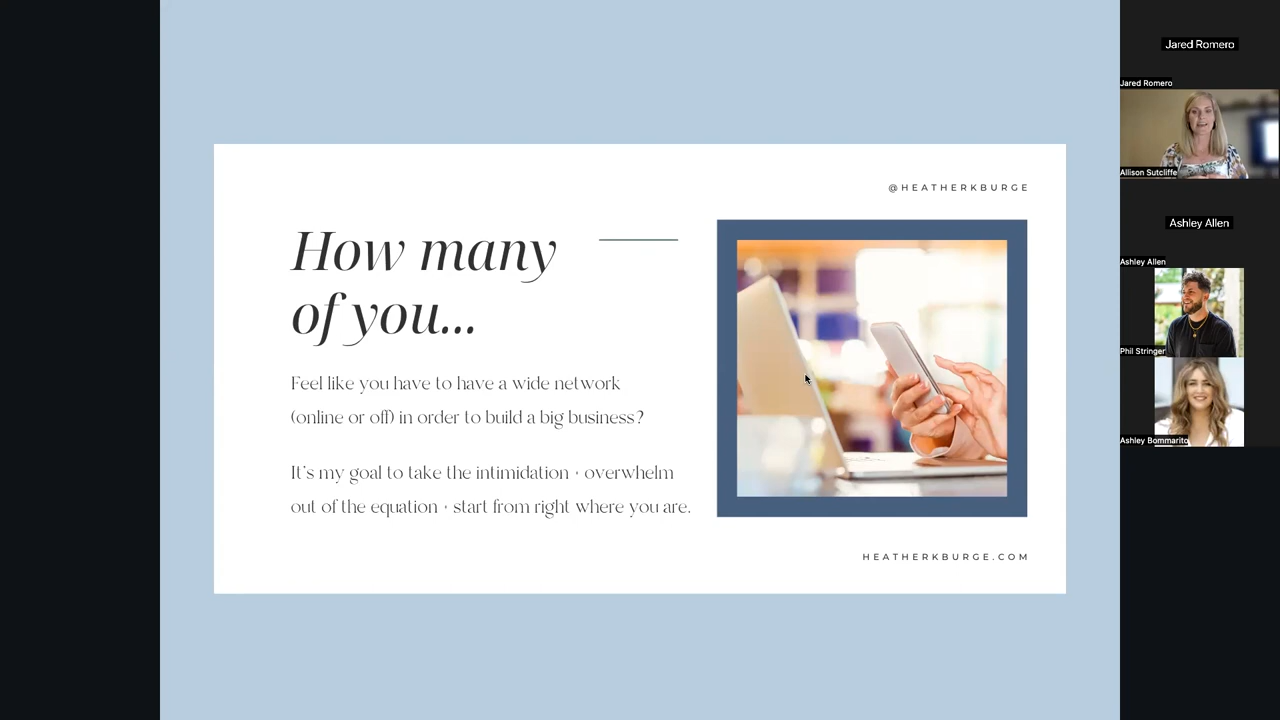 @HEATHERKBURGE
How many
of you...
Feel like you have to have a wide network
(online or off) in order to build a big business?
It's my goal to take the intimidation + overwhelm
out of the equation + start from right where you are.
HEATHERKBURGE.COM
Jared Romero
Jared Romero
Allison Sutcliffe
Ashley Allen
Ashley Allen
Phil Stringer
Ashley Bommarito